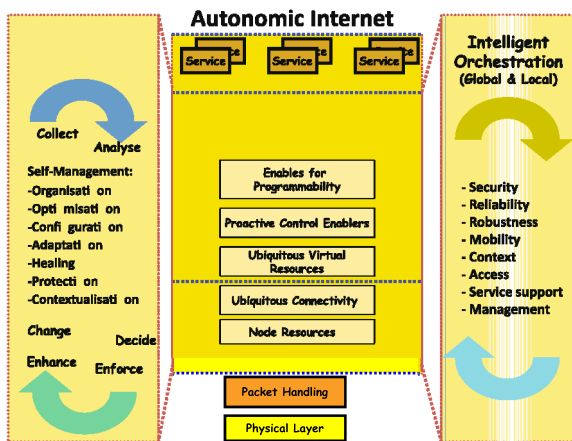 Autonomic Internet
Service
Service
Service
Collect
Analyse
Self-Management:
-Organisati on
-Opti misati on
-Confi gurati on
-Adaptati on
-Healing
-Protecti on
-Contextualisati on
Change
Decide
Enhance
Enforce
Enables for
Programmability
Proactive Control Enablers
Ubiquitous Virtual
Resources
Ubiquitous Connectivity
Node Resources
Packet Handling
Physical Layer
Intelligent
Orchestration
(Global & Local)
- Security
- Reliability
- Robustness
- Mobility
- Context
- Access
- Service support
- Management